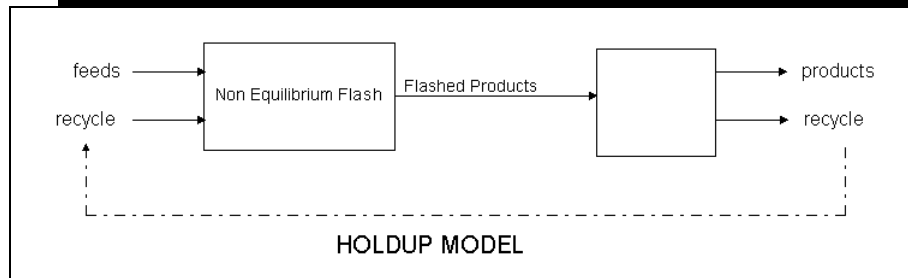 feeds
Flashed Products
products
Non Equilibrium Flash
recycle
recycle
HOLDUP MODEL